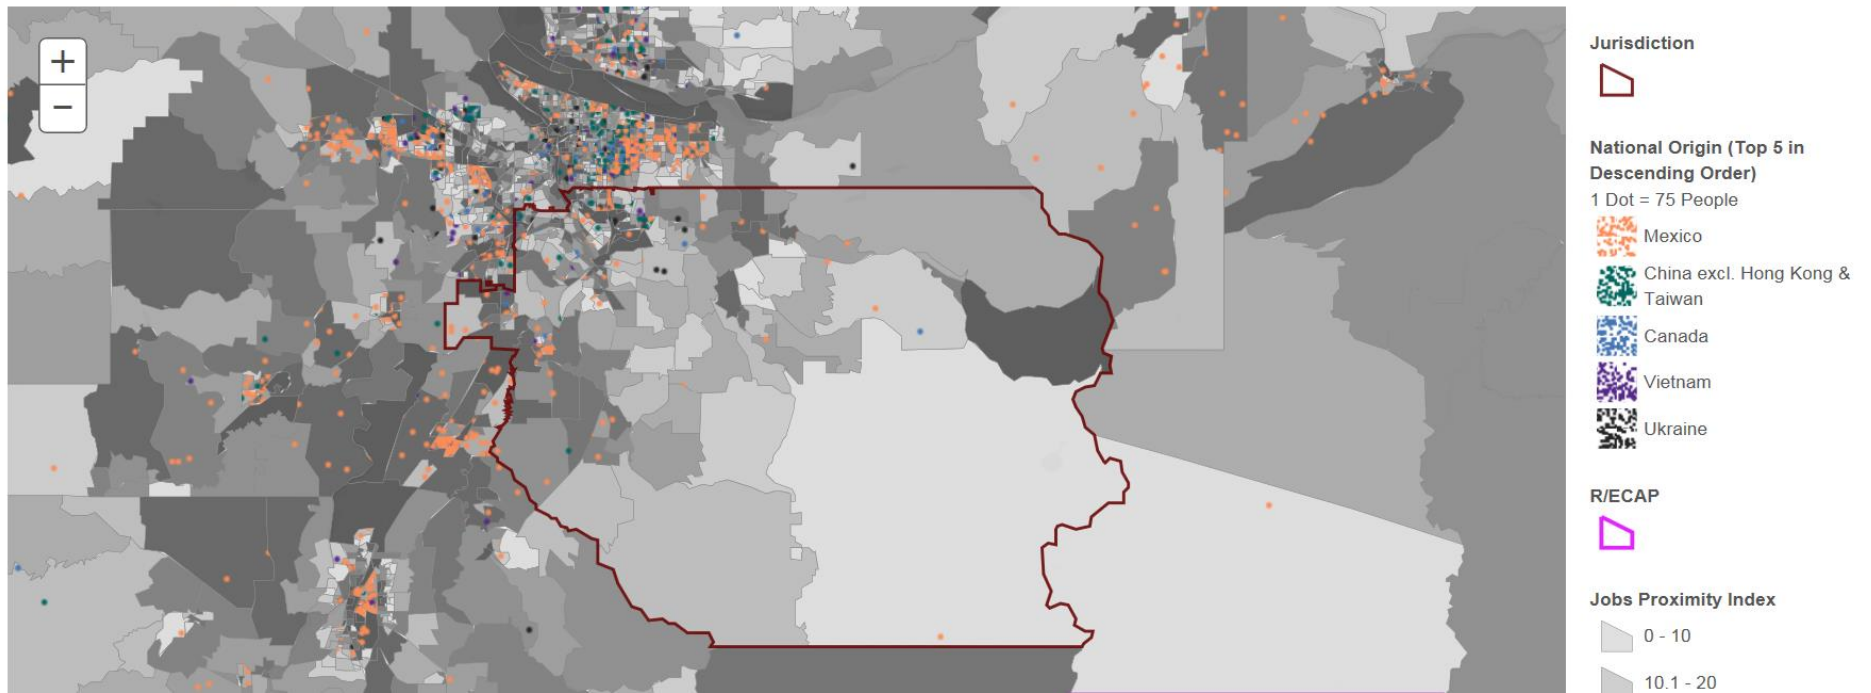 +
−
Jurisdiction
National Origin (Top 5 in
Descending Order)
1 Dot = 75 People
Mexico
China excl. Hong Kong &
Taiwan
Canada
Vietnam
Ukraine
R/ECAP
Jobs Proximity Index
0 - 10
10.1 - 20